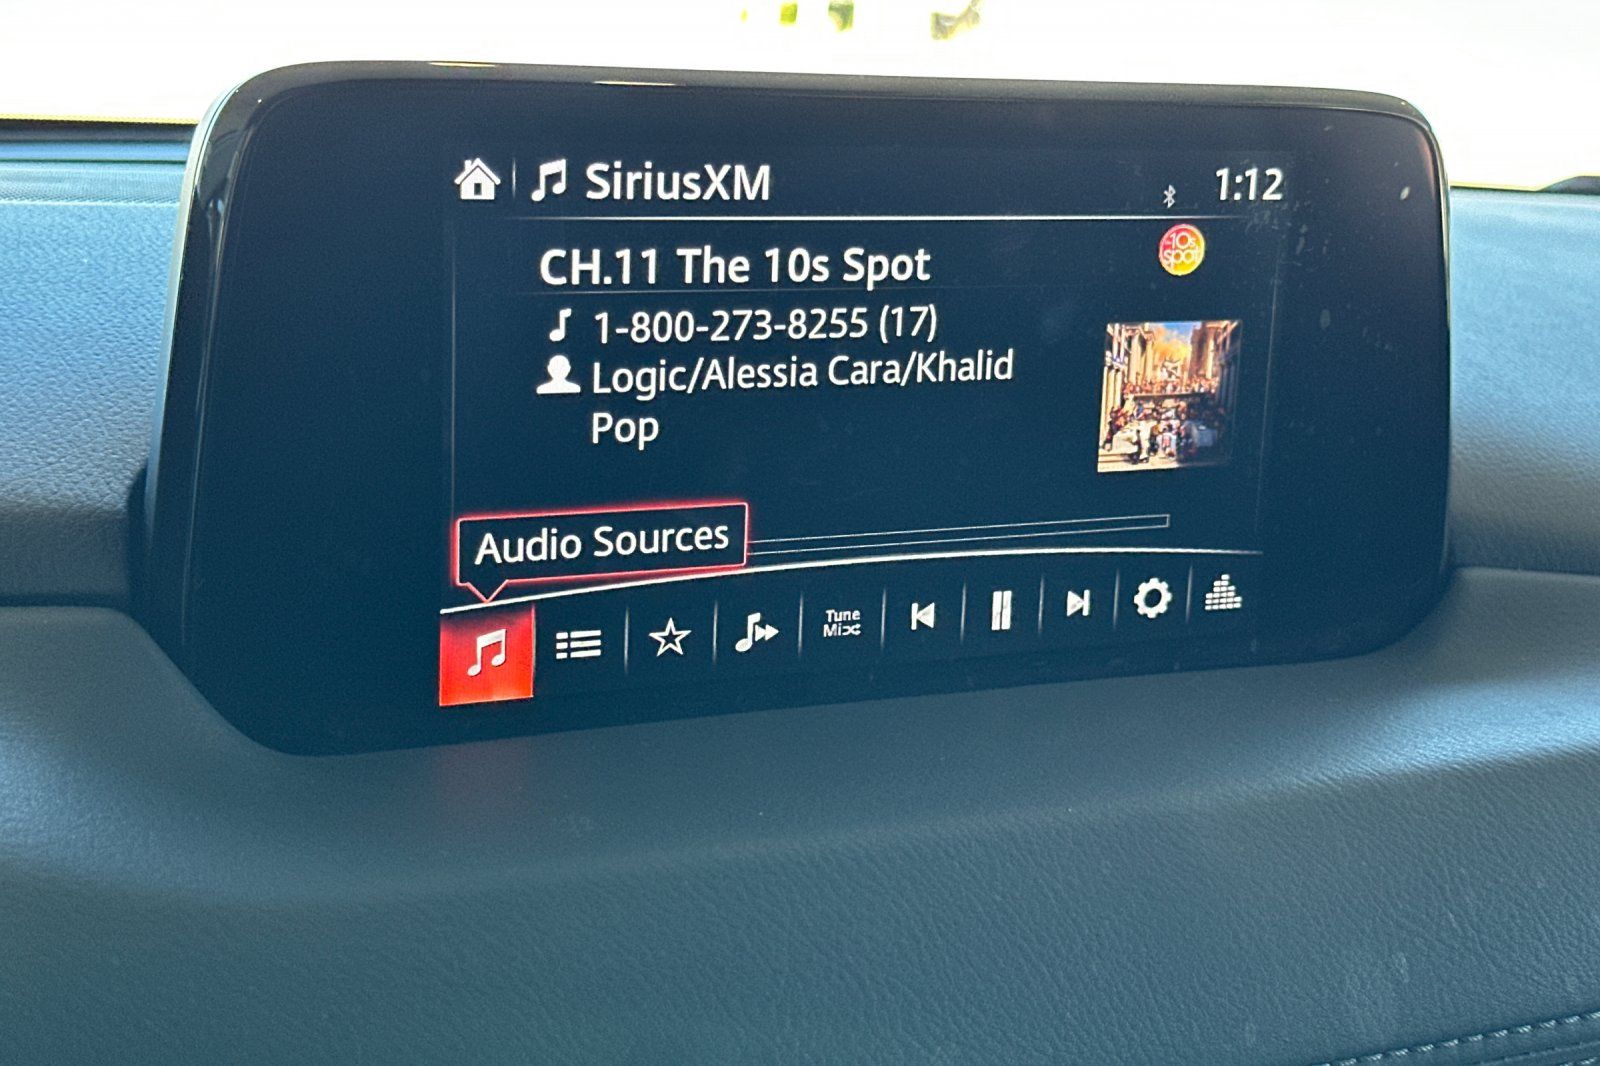 SiriusXM
1:12
CH.11 The 10s Spot
10s
spot
1-800-273-8255 (17)
Logic/Alessia Cara/Khalid
Pop
Audio Sources
Tune
Mix